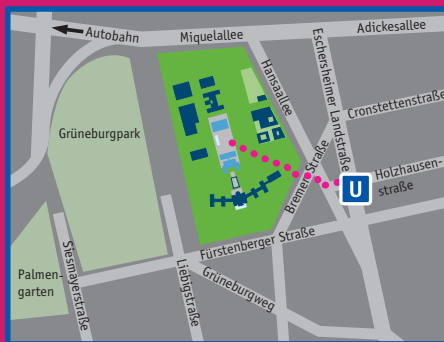 Autobahn
Miquelallee
Adickesallee
Hansaallee
Eschersheimer
Landstraße
Cronstettenstraße
Grüneburgpark
Bremer Straße
Holzhausen-
straße
U
Fürstenberger Straße
Palmen-
garten
Siesmayerstraße
Liebigstraße
Grüneburgweg